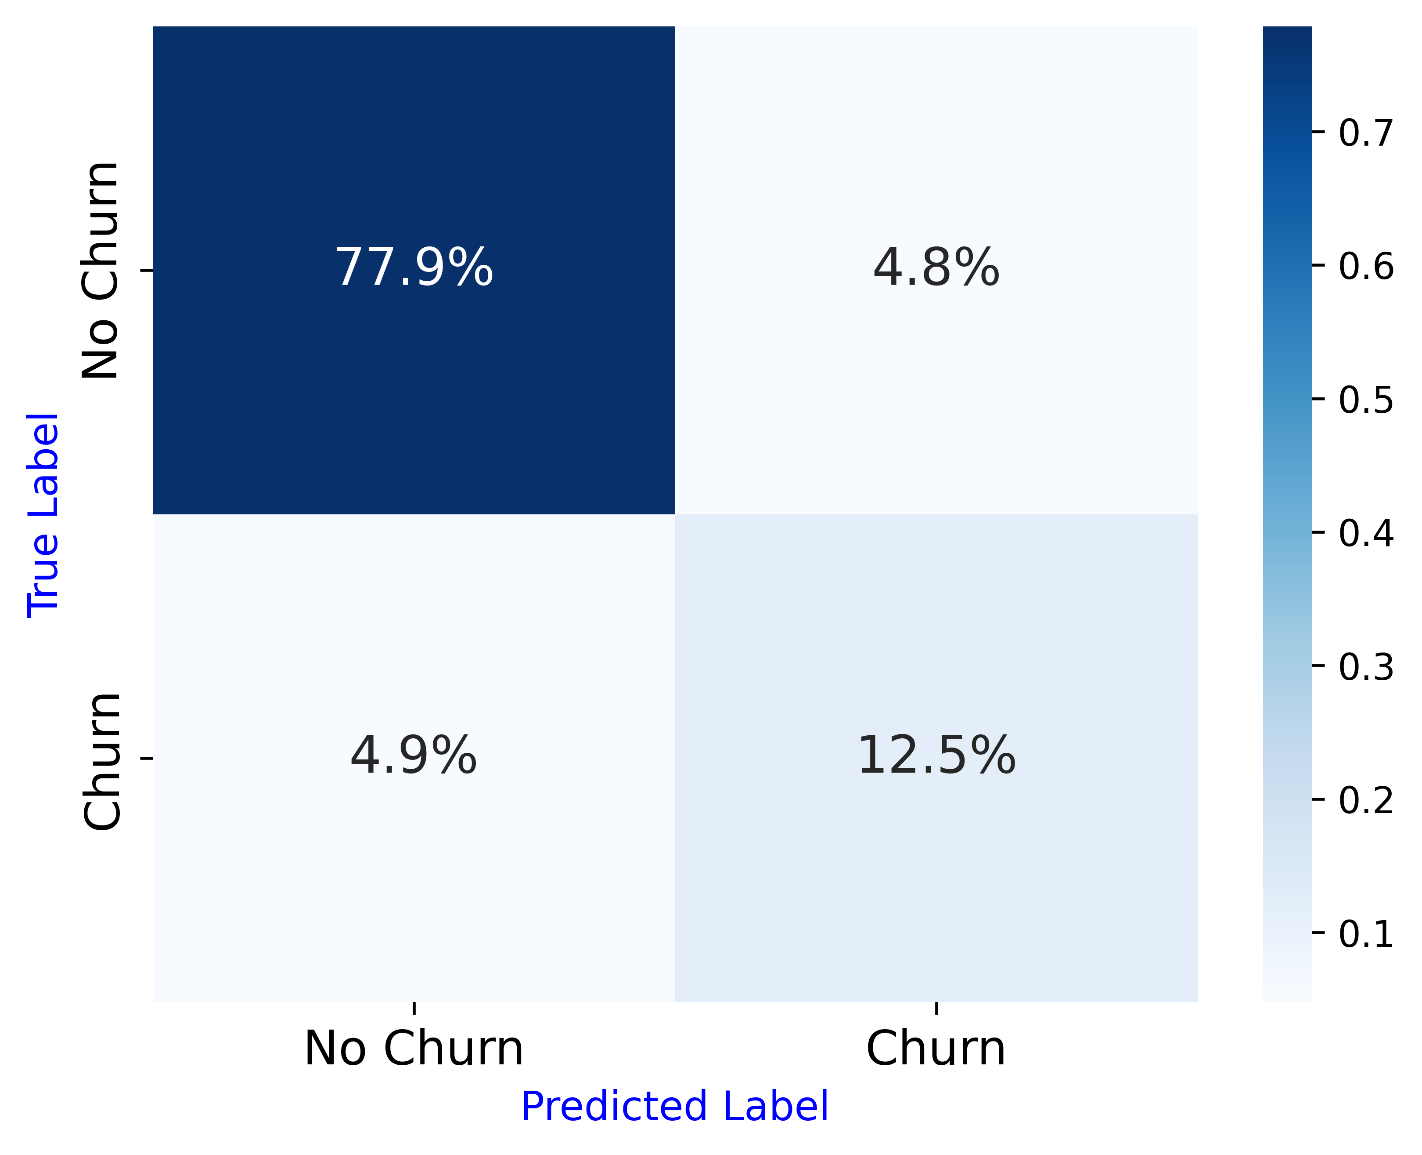 True Label
No Churn
Churn
77.9%
4.8%
4.9%
12.5%
No Churn
Churn
Predicted Label
0.7
0.6
0.5
0.4
0.3
0.2
0.1